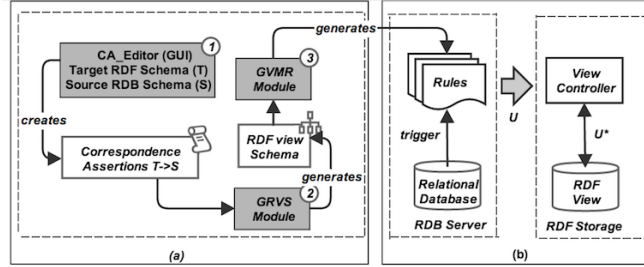 1
CA_Editor (GUI)
Target RDF Schema (T)
Source RDB Schema (S)
creates
Correspondence
Assertions T->S
GRVS
Module
2
generates
RDF view
Schema
GVMR
Module
3
generates
(a)
Rules
trigger
Relational
Database
RDB Server
U
View
Controller
U*
RDF
View
RDF Storage
(b)